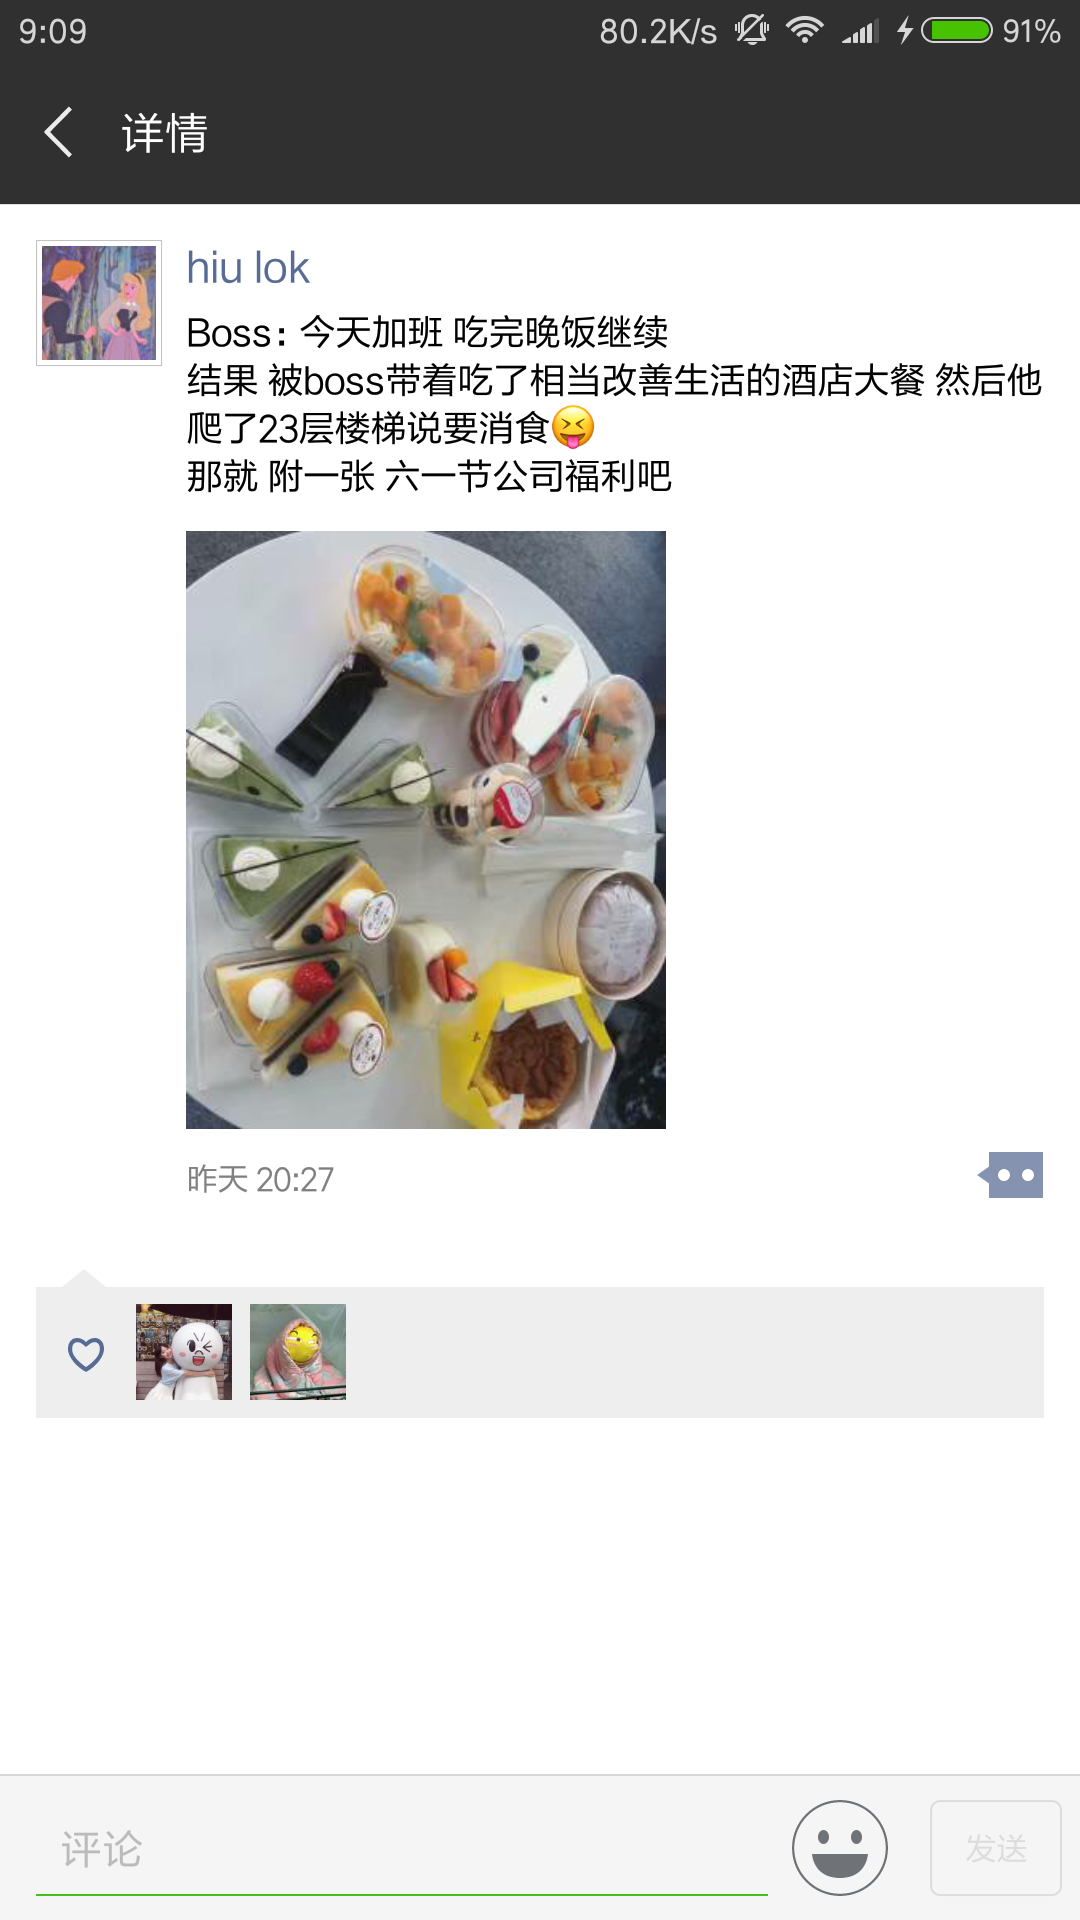 9:09 80.2K/s 91%
详情
hiu lok
Boss: 今天加班 吃完晚饭继续
结果 被boss带着吃了相当改善生活的酒店大餐 然后他
爬了23层楼梯说要消食😝
那就 附一张 六一节公司福利吧
昨天 20:27
评论
发送